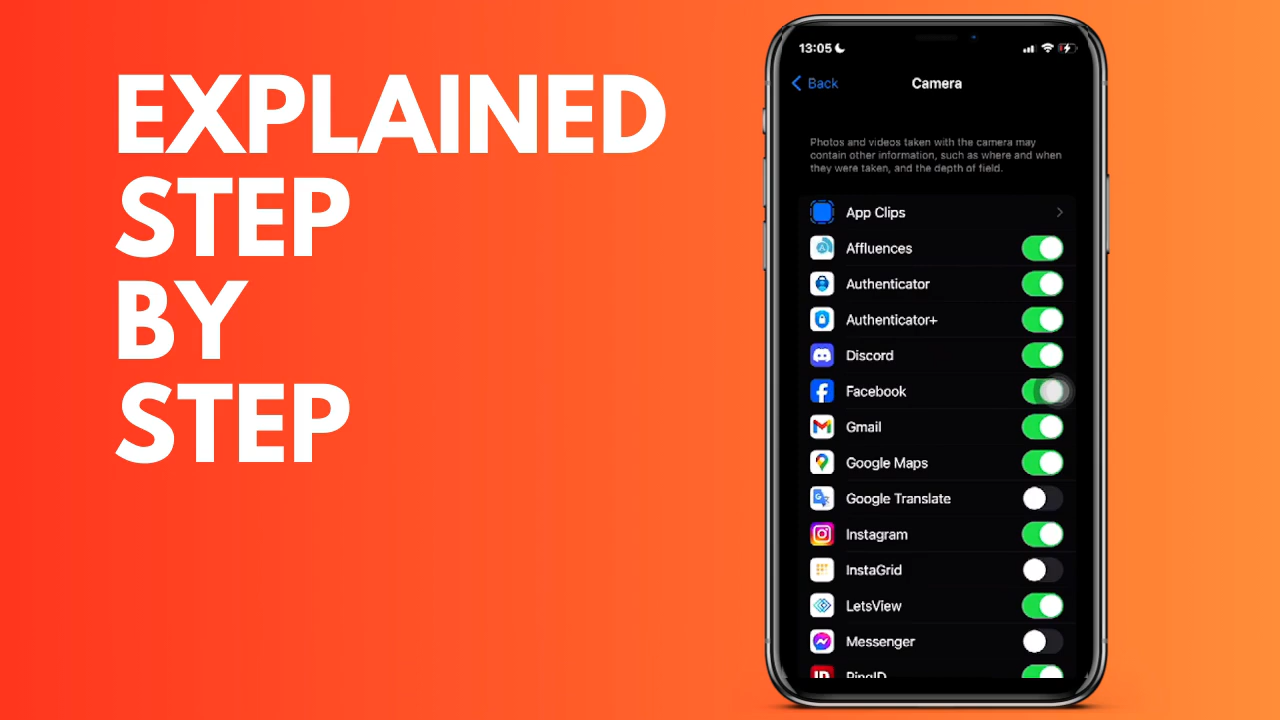 EXPLAINED
STEP
BY
STEP
13:05
Back
Camera
Photos and videos taken with the camera may
contain other information, such as where and when
they were taken, and the depth of field.
App Clips
Affluences
Authenticator
Authenticator+
Discord
Facebook
Gmail
Google Maps
Google Translate
Instagram
InstaGrid
LetsView
Messenger
PingID